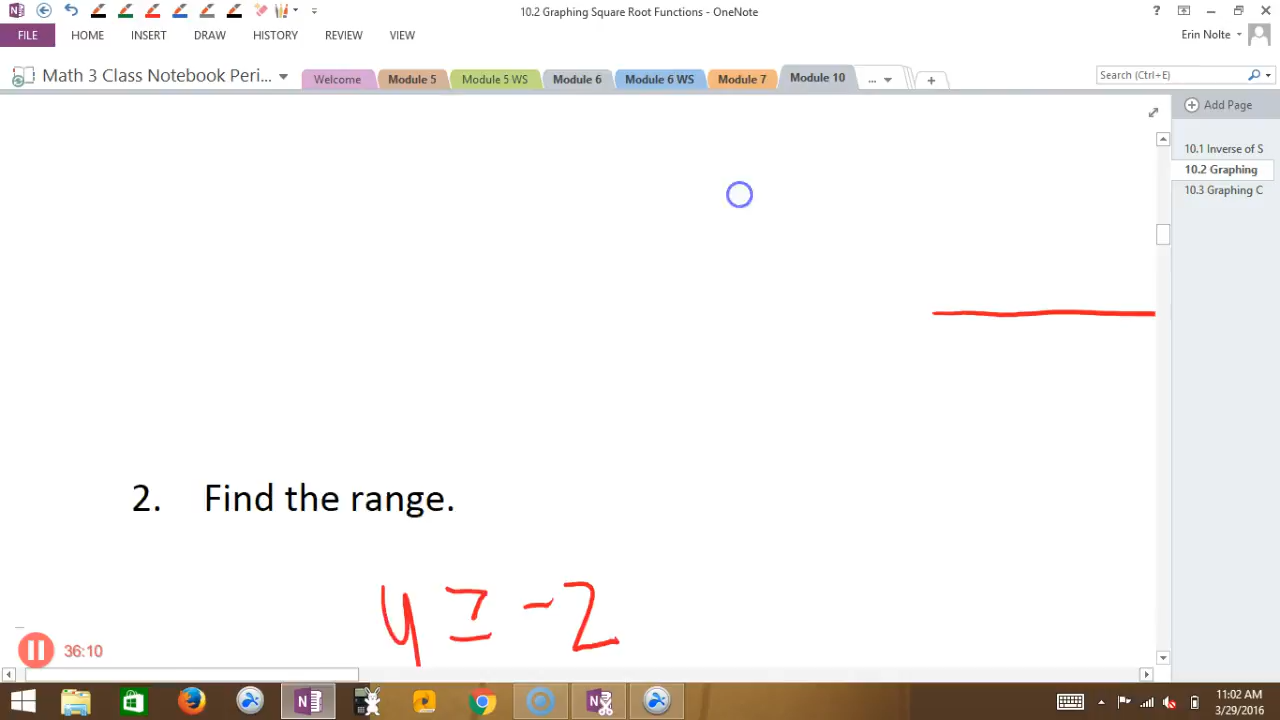 10.2 Graphing Square Root Functions - OneNote
?
FILE HOME INSERT DRAW HISTORY REVIEW VIEW
Erin Nolte
Math 3 Class Notebook Peri...
Welcome Module 5 Module 5 WS Module 6 Module 6 WS Module 7 Module 10 ...
Search (Ctrl+E)
Add Page
10.1 Inverse of S
10.2 Graphing
10.3 Graphing C
2. Find the range.
y ≥ -2
36:10
11:02 AM
3/29/2016